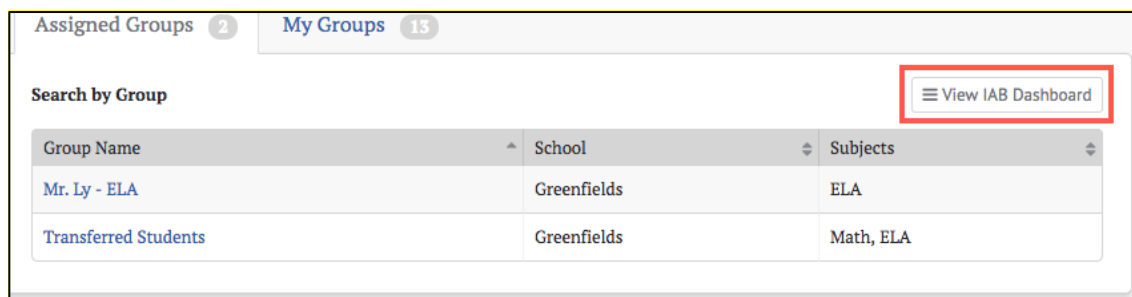 Assigned Groups 2 My Groups 13
Search by Group View IAB Dashboard
Group Name School Subjects
Mr. Ly - ELA Greenfields ELA
Transferred Students Greenfields Math, ELA